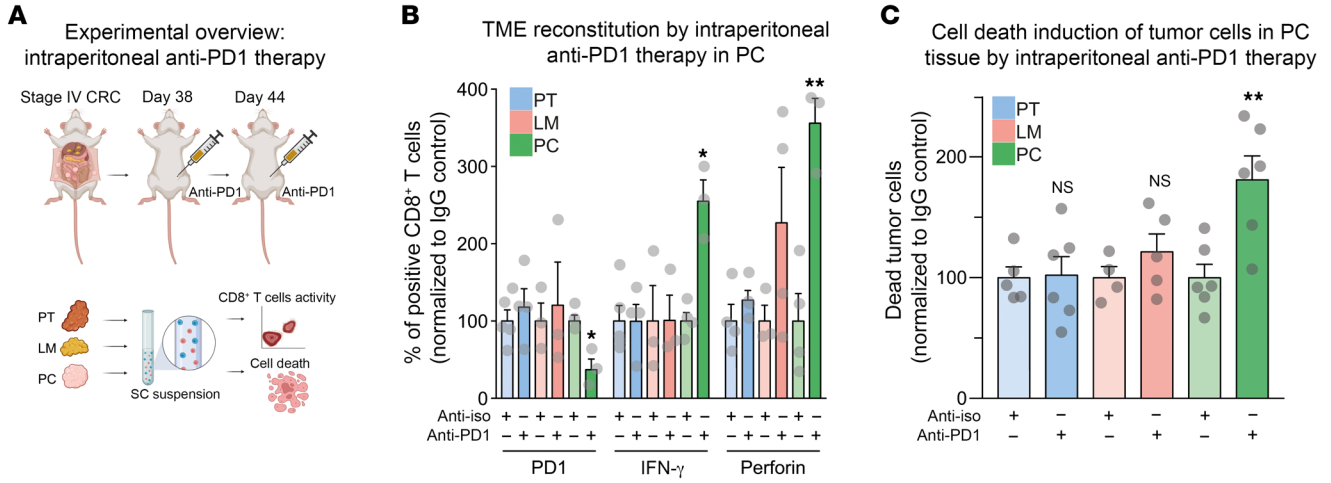 A
Experimental overview:
intraperitoneal anti-PD1 therapy
Stage IV CRC
Day 38
Day 44
Anti-PD1
Anti-PD1
PT
LM
PC
SC suspension
CD8⁺ T cells activity
Cell death
B
TME reconstitution by intraperitoneal
anti-PD1 therapy in PC
% of positive CD8⁺ T cells
(normalized to IgG control)
400
300
200
100
0
PT
LM
PC
*
*
**
Anti-iso + – + – + – + – + – + – + – + – + –
Anti-PD1 – + – + – + – + – + – + – + – + – +
PD1
IFN-γ
Perforin
C
Cell death induction of tumor cells in PC
tissue by intraperitoneal anti-PD1 therapy
Dead tumor cells
(normalized to IgG control)
200
100
0
PT
LM
PC
NS
NS
**
Anti-iso + – + – + –
Anti-PD1 – + – + – +